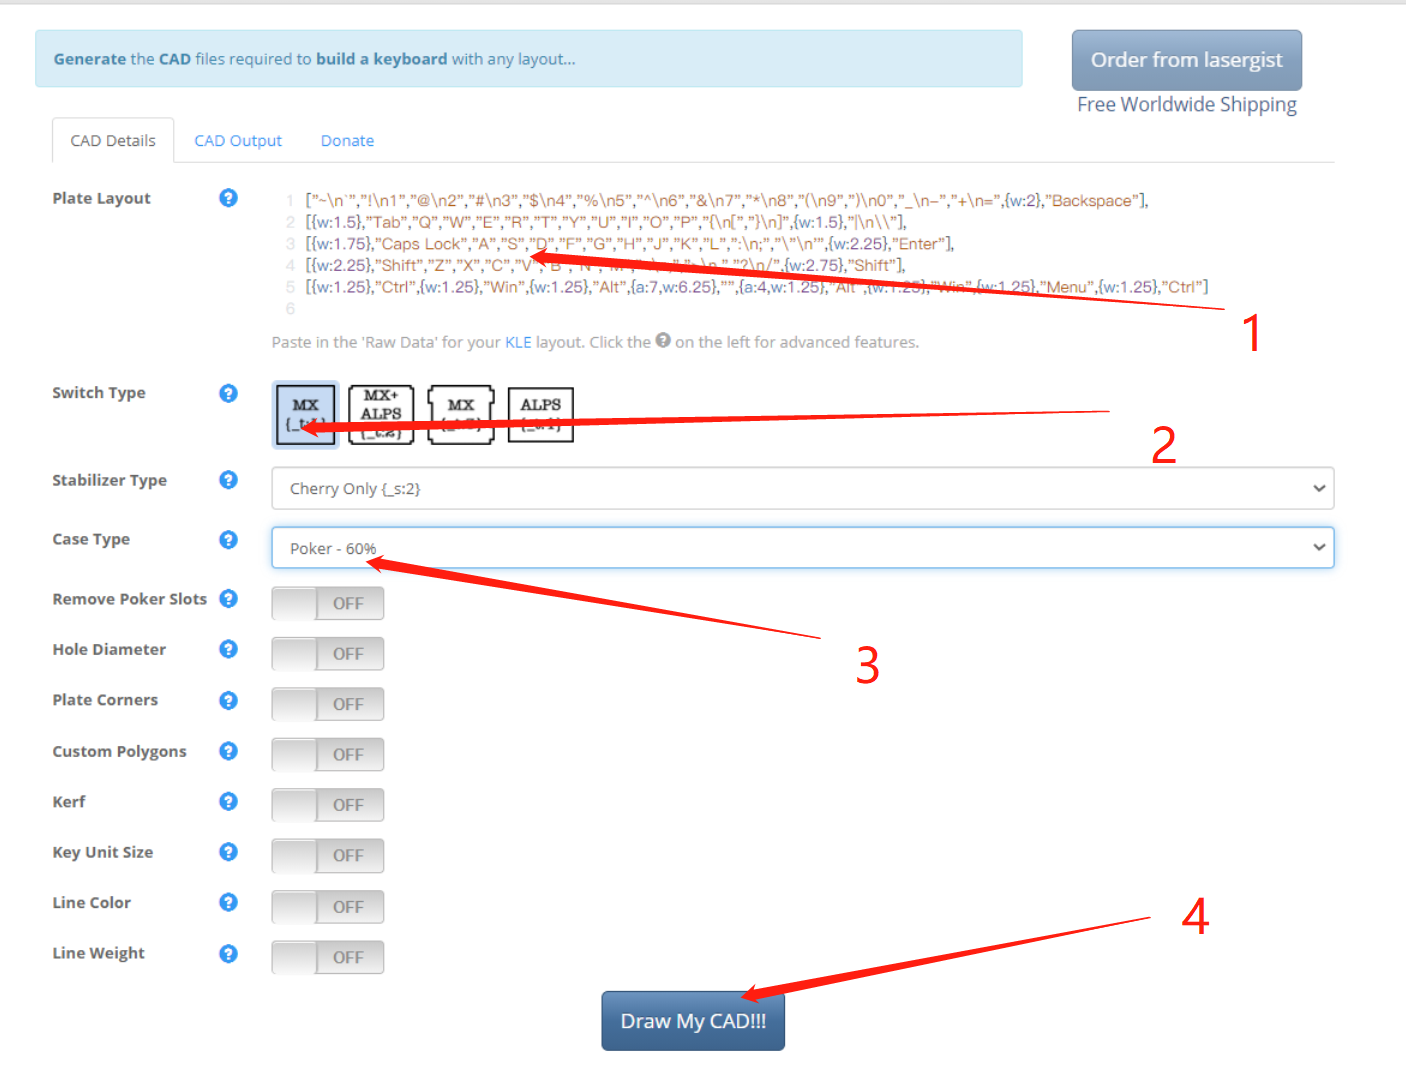 Generate the CAD files required to build a keyboard with any layout...
Order from lasergist
Free Worldwide Shipping
CAD Details
CAD Output
Donate
Plate Layout
1 ["~\n`","!\n1","@\n2","#\n3","$\n4","%\n5","^\n6","&\n7","*\n8","(\n9",")\n0","_\n-","+\n=",{w:2},"Backspace"],
2 [{w:1.5},"Tab","Q","W","E","R","T","Y","U","I","O","P","{\n[","}\n]",{w:1.5},"|\n\\"],
3 [{w:1.75},"Caps Lock","A","S","D","F","G","H","J","K","L",":\n;","\"\n'",{w:2.25},"Enter"],
4 [{w:2.25},"Shift","Z","X","C","V","B","N","M", "?\n/",{w:2.75},"Shift"],
5 [{w:1.25},"Ctrl",{w:1.25},"Win",{w:1.25},"Alt",{a:7,w:6.25},"",{a:4,w:1.25},"Alt",{w:1.25},"Win",{w:1.25},"Menu",{w:1.25},"Ctrl"]
6
1
Paste in the 'Raw Data' for your KLE layout. Click the ? on the left for advanced features.
Switch Type
MX
MX+
ALPS
{_t:2}
MX
ALPS
2
Stabilizer Type
Cherry Only {_s:2}
Case Type
Poker - 60%
Remove Poker Slots
OFF
Hole Diameter
OFF
3
Plate Corners
OFF
Custom Polygons
OFF
Kerf
OFF
Key Unit Size
OFF
Line Color
OFF
4
Line Weight
OFF
Draw My CAD!!!